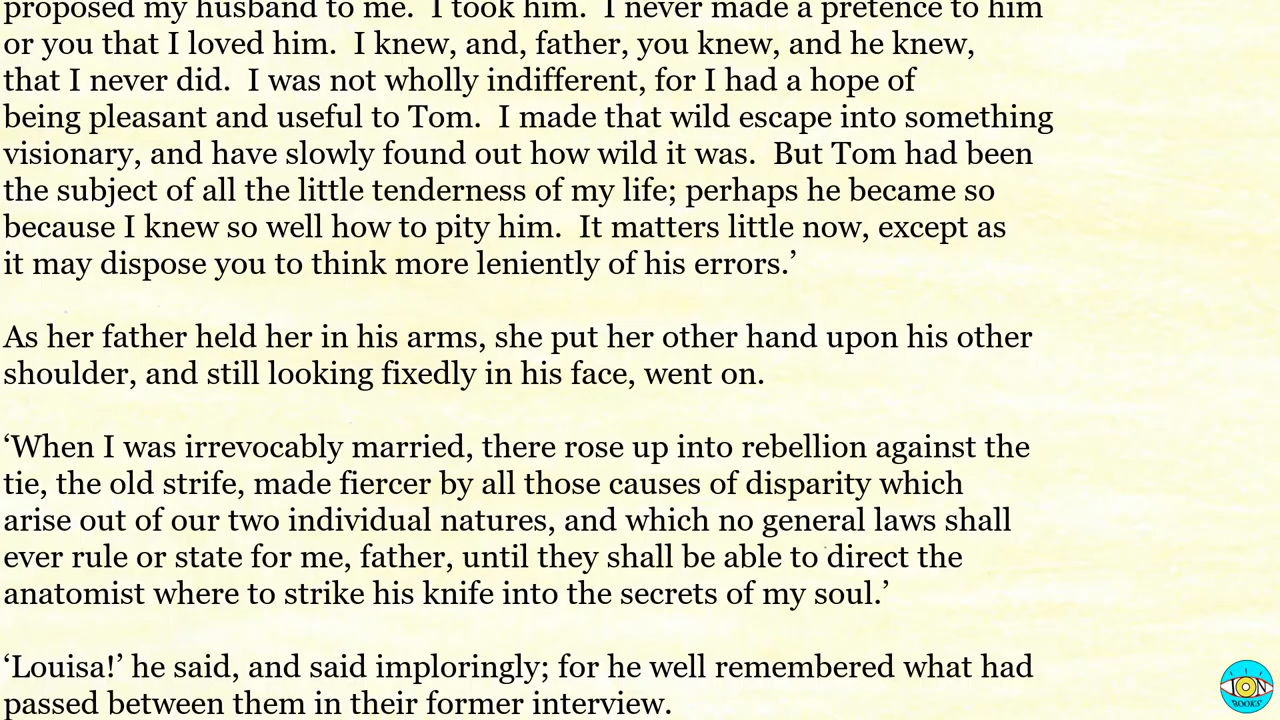 proposed my husband to me.  I took him.  I never made a pretence to him
or you that I loved him.  I knew, and, father, you knew, and he knew,
that I never did.  I was not wholly indifferent, for I had a hope of
being pleasant and useful to Tom.  I made that wild escape into something
visionary, and have slowly found out how wild it was.  But Tom had been
the subject of all the little tenderness of my life; perhaps he became so
because I knew so well how to pity him.  It matters little now, except as
it may dispose you to think more leniently of his errors.’
As her father held her in his arms, she put her other hand upon his other
shoulder, and still looking fixedly in his face, went on.
‘When I was irrevocably married, there rose up into rebellion against the
tie, the old strife, made fiercer by all those causes of disparity which
arise out of our two individual natures, and which no general laws shall
ever rule or state for me, father, until they shall be able to direct the
anatomist where to strike his knife into the secrets of my soul.’
‘Louisa!’ he said, and said imploringly; for he well remembered what had
passed between them in their former interview.
ION
BOOKS